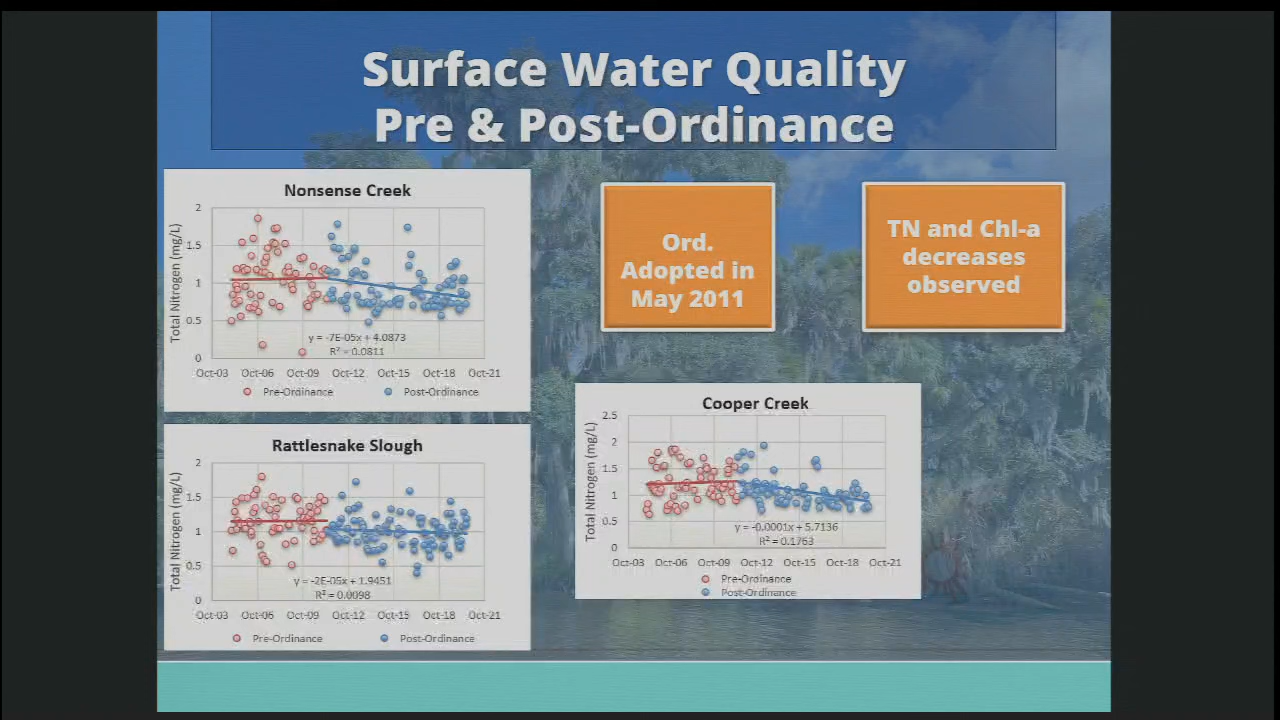 Surface Water Quality
Pre & Post-Ordinance
Nonsense Creek
2
1.5
1
0.5
0
Total Nitrogen (mg/L)
y = -7E-05x + 4.0873
R² = 0.0811
Oct-03 Oct-06 Oct-09 Oct-12 Oct-15 Oct-18 Oct-21
Pre-Ordinance Post-Ordinance
Ord.
Adopted in
May 2011
TN and Chl-a
decreases
observed
Rattlesnake Slough
2
1.5
1
0.5
0
Total Nitrogen (mg/L)
y = -2E-05x + 1.9451
R² = 0.0098
Oct-03 Oct-06 Oct-09 Oct-12 Oct-15 Oct-18 Oct-21
Pre-Ordinance Post-Ordinance
Cooper Creek
2.5
2
1.5
1
0.5
0
Total Nitrogen (mg/L)
y = -0.0001x + 5.7136
R² = 0.1763
Oct-03 Oct-06 Oct-09 Oct-12 Oct-15 Oct-18 Oct-21
Pre-Ordinance
Post-Ordinance